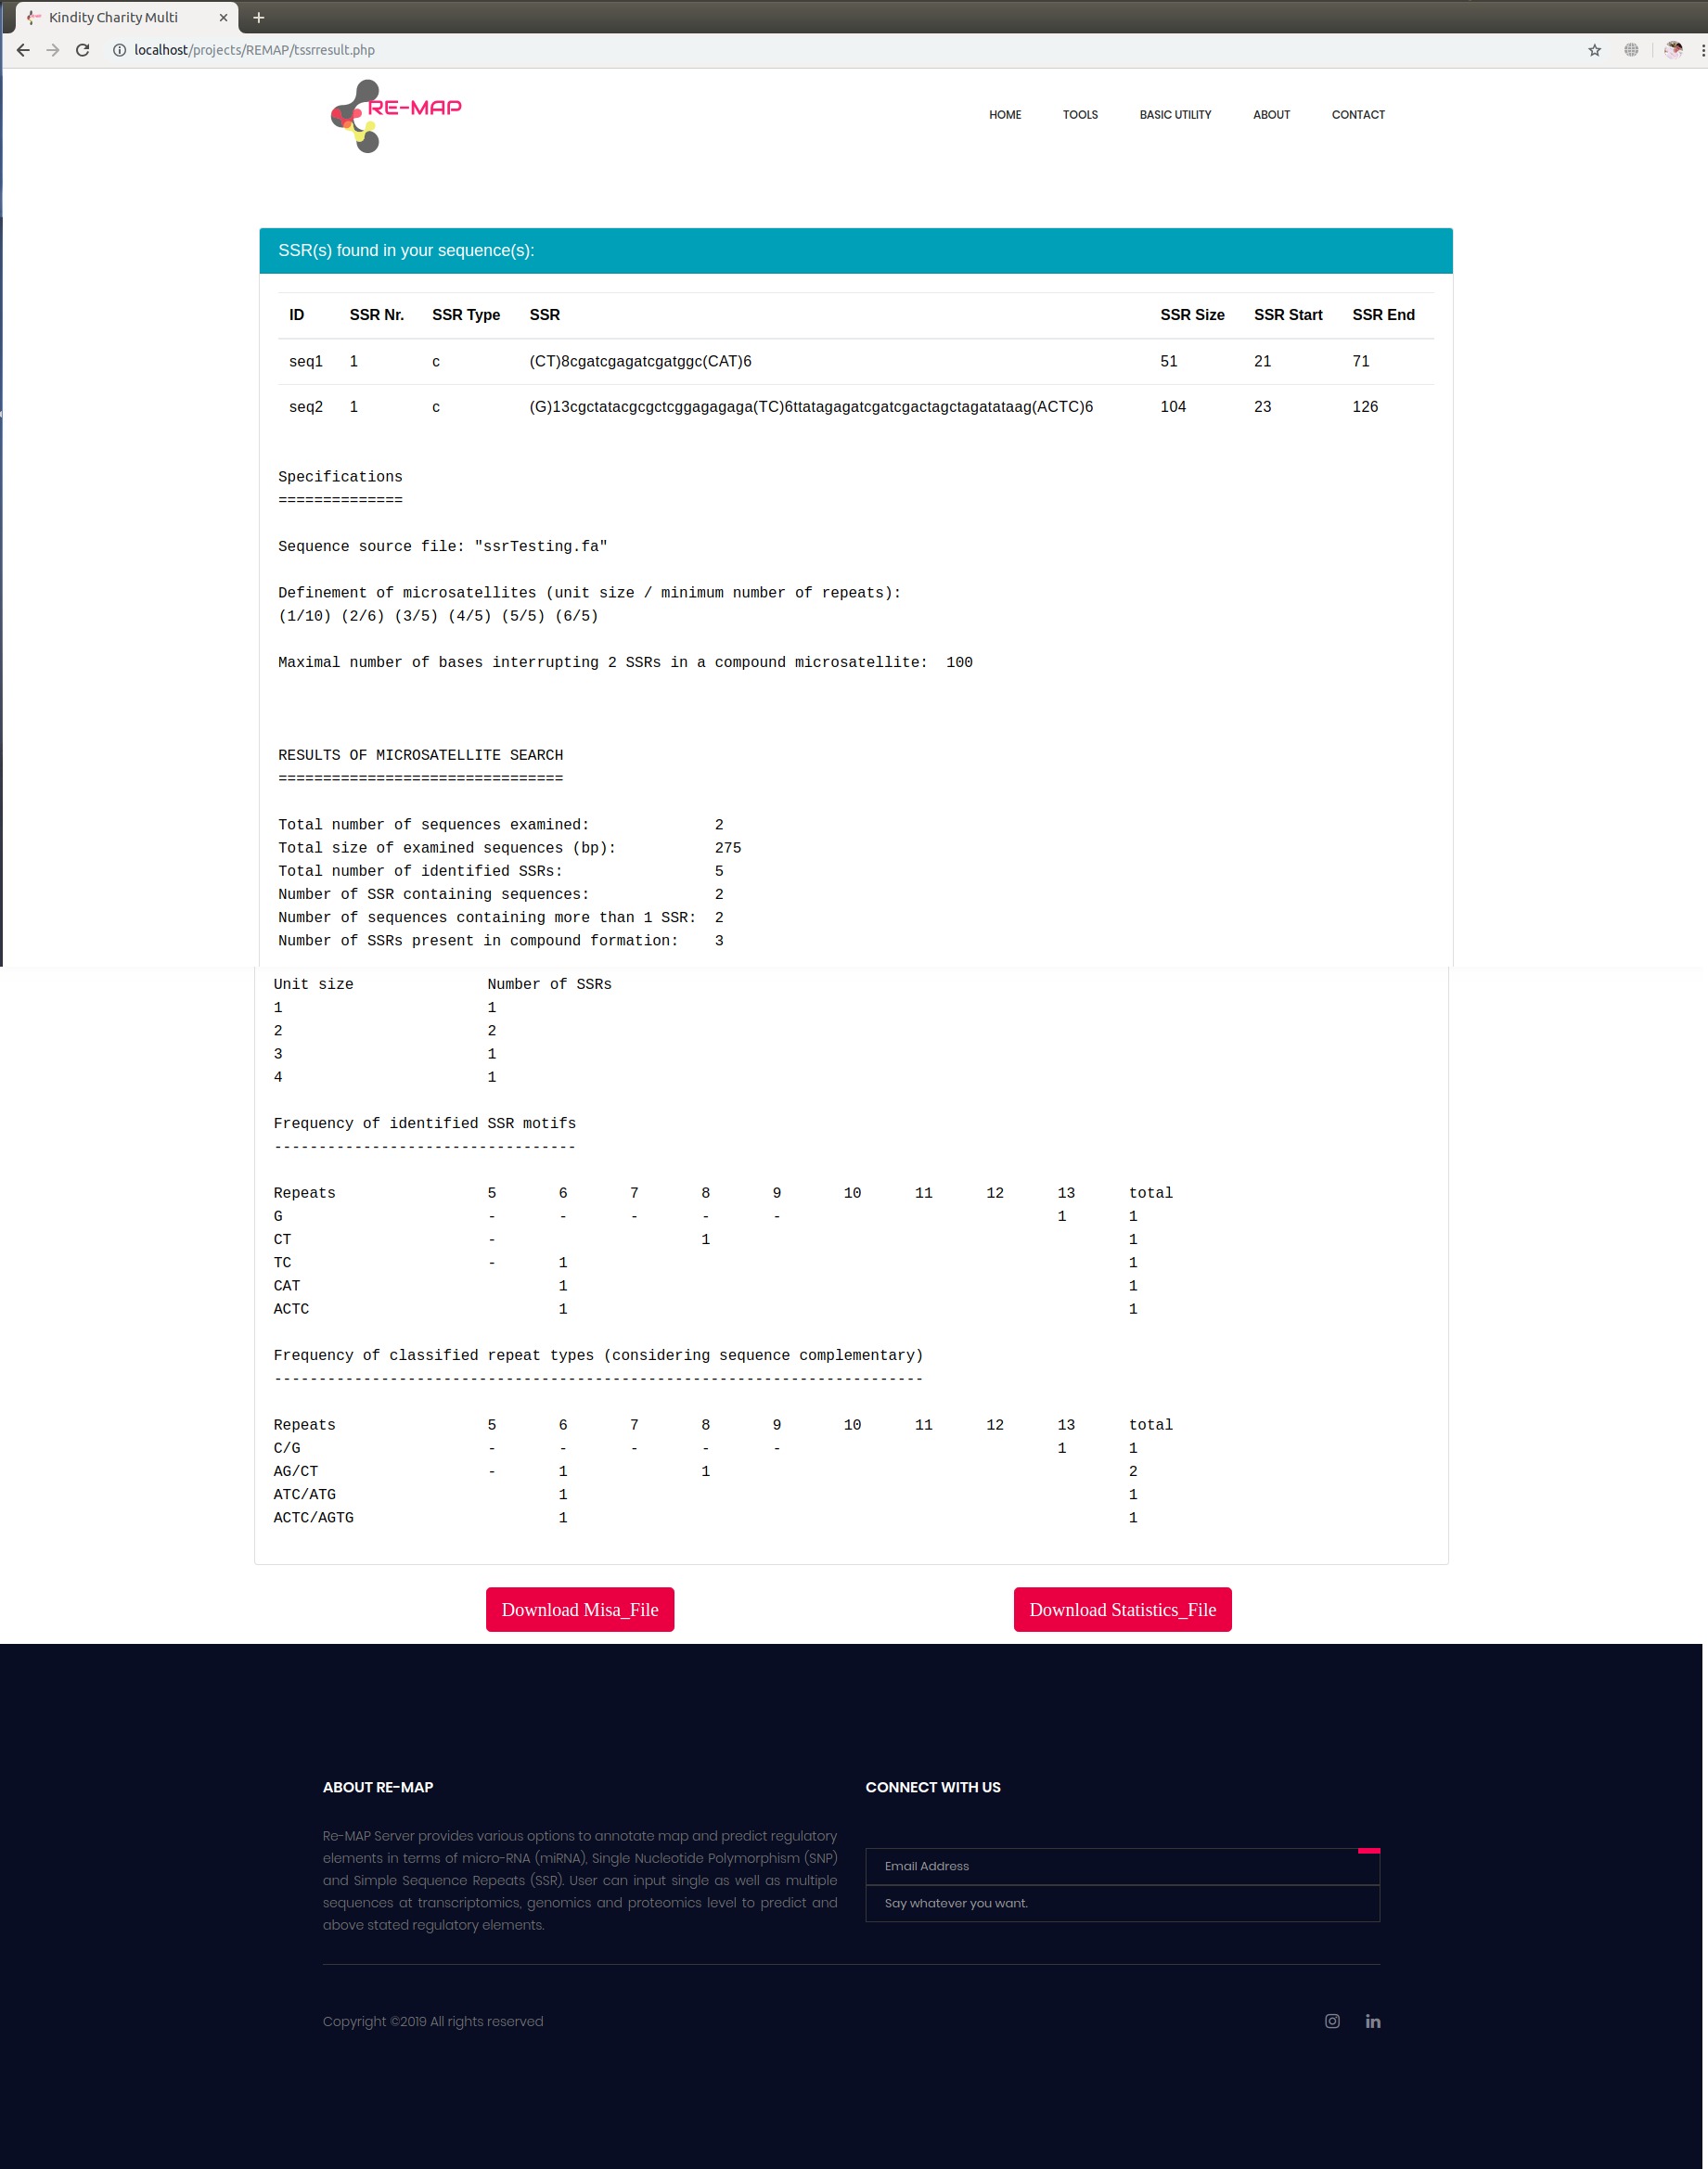 Kindity Charity Multi
localhost/projects/REMAP/tssrresult.php
RE-MAP
HOME TOOLS BASIC UTILITY ABOUT CONTACT
SSR(s) found in your sequence(s):
ID SSR Nr. SSR Type SSR SSR Size SSR Start SSR End
seq1 1 c (CT)8cgatcgagatcgatggc(CAT)6 51 21 71
seq2 1 c (G)13cgctatacgcgctcggagagaga(TC)6ttatagagatcgatcgactagctagatataag(ACTC)6 104 23 126
Specifications
==============
Sequence source file: "ssrTesting.fa"
Definement of microsatellites (unit size / minimum number of repeats):
(1/10) (2/6) (3/5) (4/5) (5/5) (6/5)
Maximal number of bases interrupting 2 SSRs in a compound microsatellite: 100
RESULTS OF MICROSATELLITE SEARCH
================================
Total number of sequences examined: 2
Total size of examined sequences (bp): 275
Total number of identified SSRs: 5
Number of SSR containing sequences: 2
Number of sequences containing more than 1 SSR: 2
Number of SSRs present in compound formation: 3
Unit size Number of SSRs
1 1
2 2
3 1
4 1
Frequency of identified SSR motifs
----------------------------------
Repeats 5 6 7 8 9 10 11 12 13 total
G - - - - - 1 1
CT - 1 1
TC - 1 1
CAT 1 1
ACTC 1 1
Frequency of classified repeat types (considering sequence complementary)
-------------------------------------------------------------------------
Repeats 5 6 7 8 9 10 11 12 13 total
C/G - - - - - 1 1
AG/CT - 1 1 2
ATC/ATG 1 1
ACTC/AGTG 1 1
Download Misa_File Download Statistics_File
ABOUT RE-MAP
Re-MAP Server provides various options to annotate map and predict regulatory
elements in terms of micro-RNA (miRNA), Single Nucleotide Polymorphism (SNP)
and Simple Sequence Repeats (SSR). User can input single as well as multiple
sequences at transcriptomics, genomics and proteomics level to predict and
above stated regulatory elements.
CONNECT WITH US
Email Address
Say whatever you want.
Copyright ©2019 All rights reserved